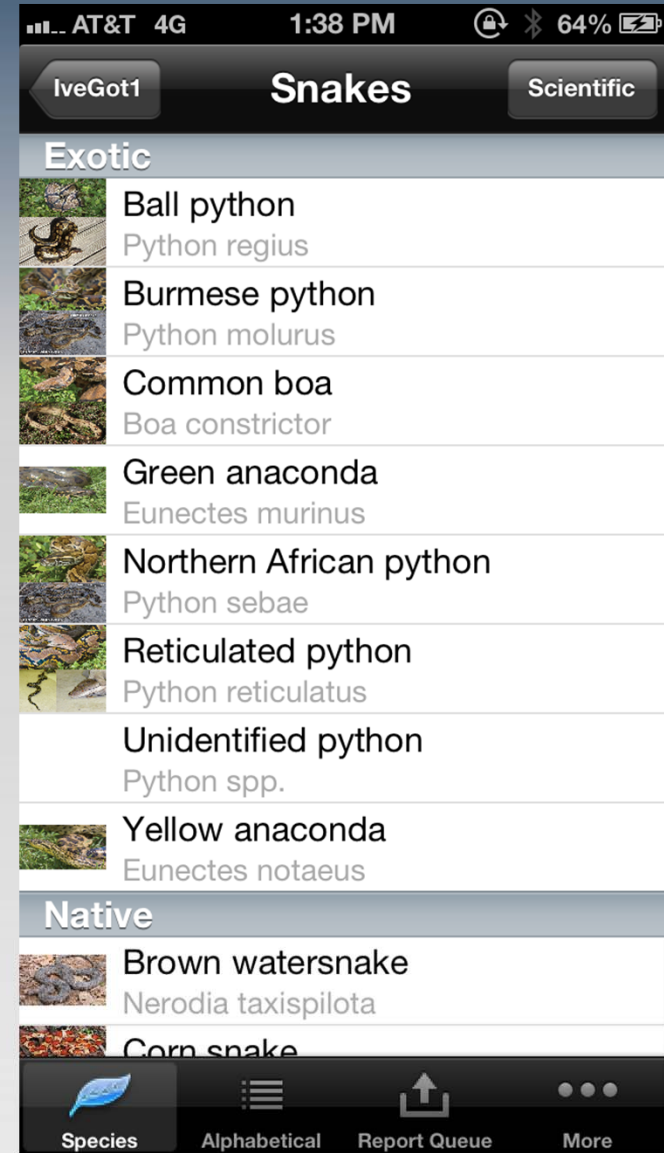 AT&T 4G 1:38 PM 64%
IveGot1 Snakes Scientific
Exotic
Ball python
Python regius
Burmese python
Python molurus
Common boa
Boa constrictor
Green anaconda
Eunectes murinus
Northern African python
Python sebae
Reticulated python
Python reticulatus
Unidentified python
Python spp.
Yellow anaconda
Eunectes notaeus
Native
Brown watersnake
Nerodia taxispilota
Corn snake
Species Alphabetical Report Queue More